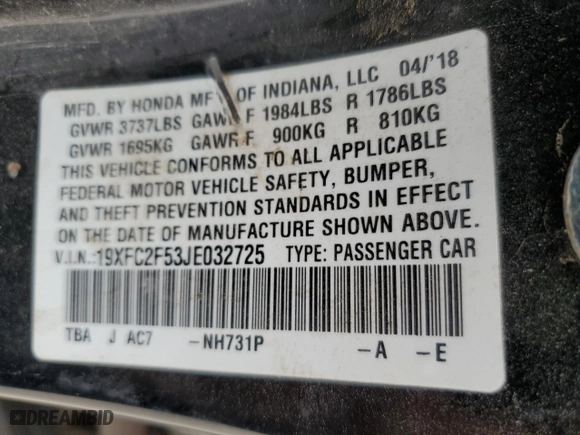 MFD. BY HONDA MF OF INDIANA, LLC 04/'18
GVWR 3737LBS GAWR F 1984LBS R 1786LBS
GVWR 1695KG GAWR F 900KG R 810KG
THIS VEHICLE CONFORMS TO ALL APPLICABLE
FEDERAL MOTOR VEHICLE SAFETY, BUMPER,
AND THEFT PREVENTION STANDARDS IN EFFECT
ON THE DATE OF MANUFACTURE SHOWN ABOVE.
V.I.N.:19XFC2F53JE032725 TYPE: PASSENGER CAR
TBA J AC7 -NH731P -A -E
DREAMBID